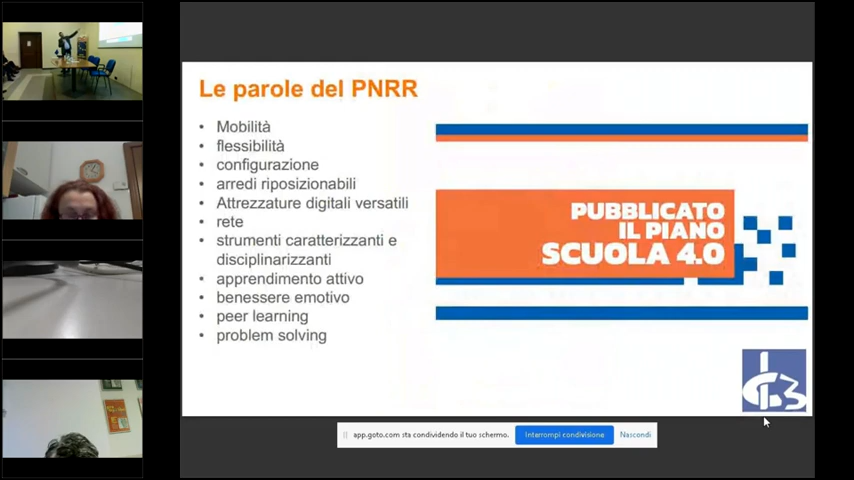 Le parole del PNRR
• Mobilità
• flessibilità
• configurazione
• arredi riposizionabili
• Attrezzature digitali versatili
• rete
• strumenti caratterizzanti e
disciplinarizzanti
• apprendimento attivo
• benessere emotivo
• peer learning
• problem solving
PUBBLICATO
IL PIANO
SCUOLA 4.0
app.goto.com sta condividendo il tuo schermo.
Interrompi condivisione
Nascondi